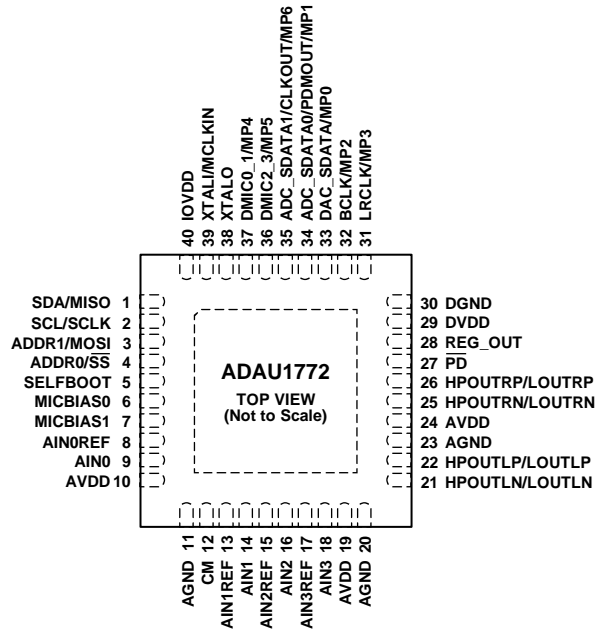 40 IOVDD
39 XTALI/MCLKIN
38 XTALO
37 DMIC0_1/MP4
36 DMIC2_3/MP5
35 ADC_SDATA1/CLKOUT/MP6
34 ADC_SDATA0/PDMOUT/MP1
33 DAC_SDATA/MP0
32 BCLK/MP2
31 LRCLK/MP3
SDA/MISO 1
SCL/SCLK 2
ADDR1/MOSI 3
ADDR0/S̅S̅ 4
SELFBOOT 5
MICBIAS0 6
MICBIAS1 7
AIN0REF 8
AIN0 9
AVDD 10
ADAU1772
TOP VIEW
(Not to Scale)
30 DGND
29 DVDD
28 REG_OUT
27 P̅D̅
26 HPOUTRP/LOUTRP
25 HPOUTRN/LOUTRN
24 AVDD
23 AGND
22 HPOUTLP/LOUTLP
21 HPOUTLN/LOUTLN
AGND 11
CM 12
AIN1REF 13
AIN1 14
AIN2REF 15
AIN2 16
AIN3REF 17
AIN3 18
AVDD 19
AGND 20